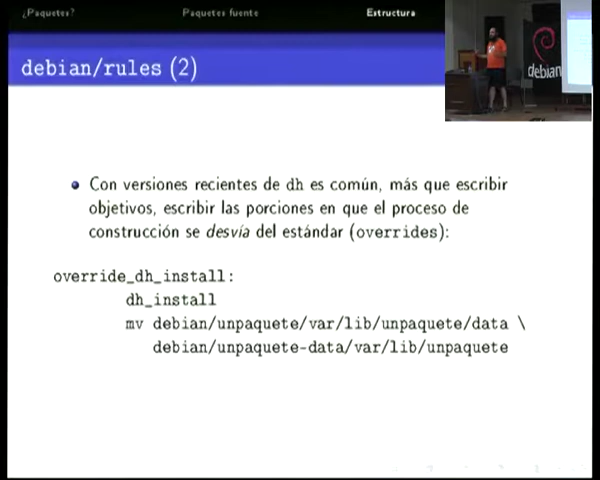 ¿Paquetes?
Paquetes fuente
Estructura
debian/rules (2)
debian
Con versiones recientes de dh es común, más que escribir
objetivos, escribir las porciones en que el proceso de
construcción se desvía del estándar (overrides):
override_dh_install:
dh_install
mv debian/unpaquete/var/lib/unpaquete/data \
debian/unpaquete-data/var/lib/unpaquete